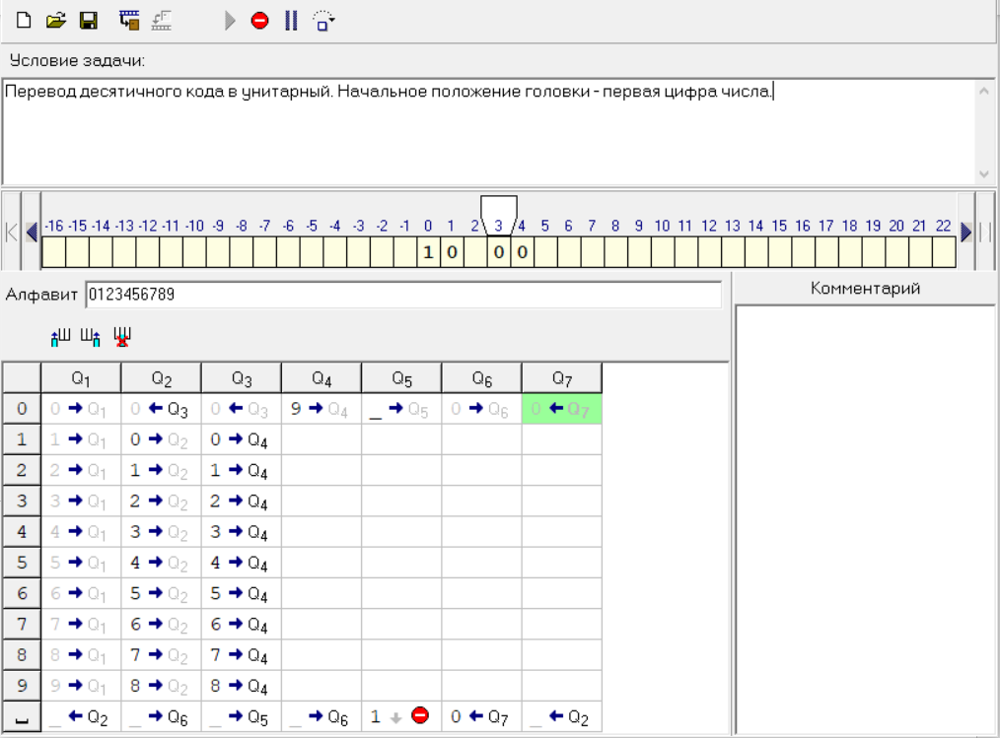 Условие задачи:
Перевод десятичного кода в унитарный. Начальное положение головки - первая цифра числа.
-16 -15 -14 -13 -12 -11 -10 -9 -8 -7 -6 -5 -4 -3 -2 -1 0 1 2 3 4 5 6 7 8 9 10 11 12 13 14 15 16 17 18 19 20 21 22
1 0 0 0
Алфавит 0123456789
Комментарий
Q1 Q2 Q3 Q4 Q5 Q6 Q7
0 0 → Q1 0 ← Q3 0 ← Q3 9 → Q4 _ → Q5 0 → Q6 0 ← Q7
1 1 → Q1 0 → Q2 0 → Q4
2 2 → Q1 1 → Q2 1 → Q4
3 3 → Q1 2 → Q2 2 → Q4
4 4 → Q1 3 → Q2 3 → Q4
5 5 → Q1 4 → Q2 4 → Q4
6 6 → Q1 5 → Q2 5 → Q4
7 7 → Q1 6 → Q2 6 → Q4
8 8 → Q1 7 → Q2 7 → Q4
9 9 → Q1 8 → Q2 8 → Q4
␣ _ ← Q2 _ → Q6 _ → Q5 _ → Q6 1 ↓ 0 ← Q7 _ ← Q2